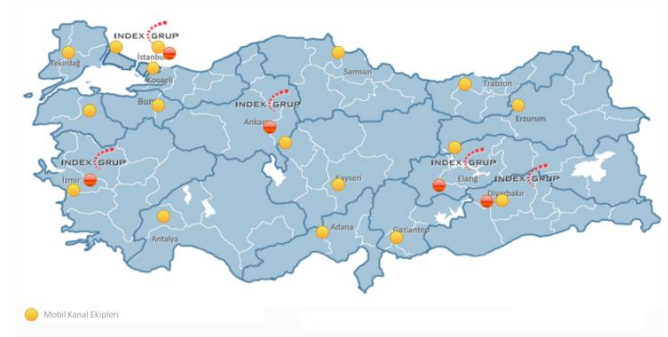 INDEX GRUP
Tekirdağ
İstanbul
Kocaeli
Samsun
Trabzon
Bursa
INDEX GRUP
Ankara
Erzurum
INDEX GRUP
İzmir
INDEX GRUP
Elazığ
Kayseri
INDEX GRUP
Diyarbakır
Antalya
Adana
Gaziantep
Mobil Kanal Ekipleri